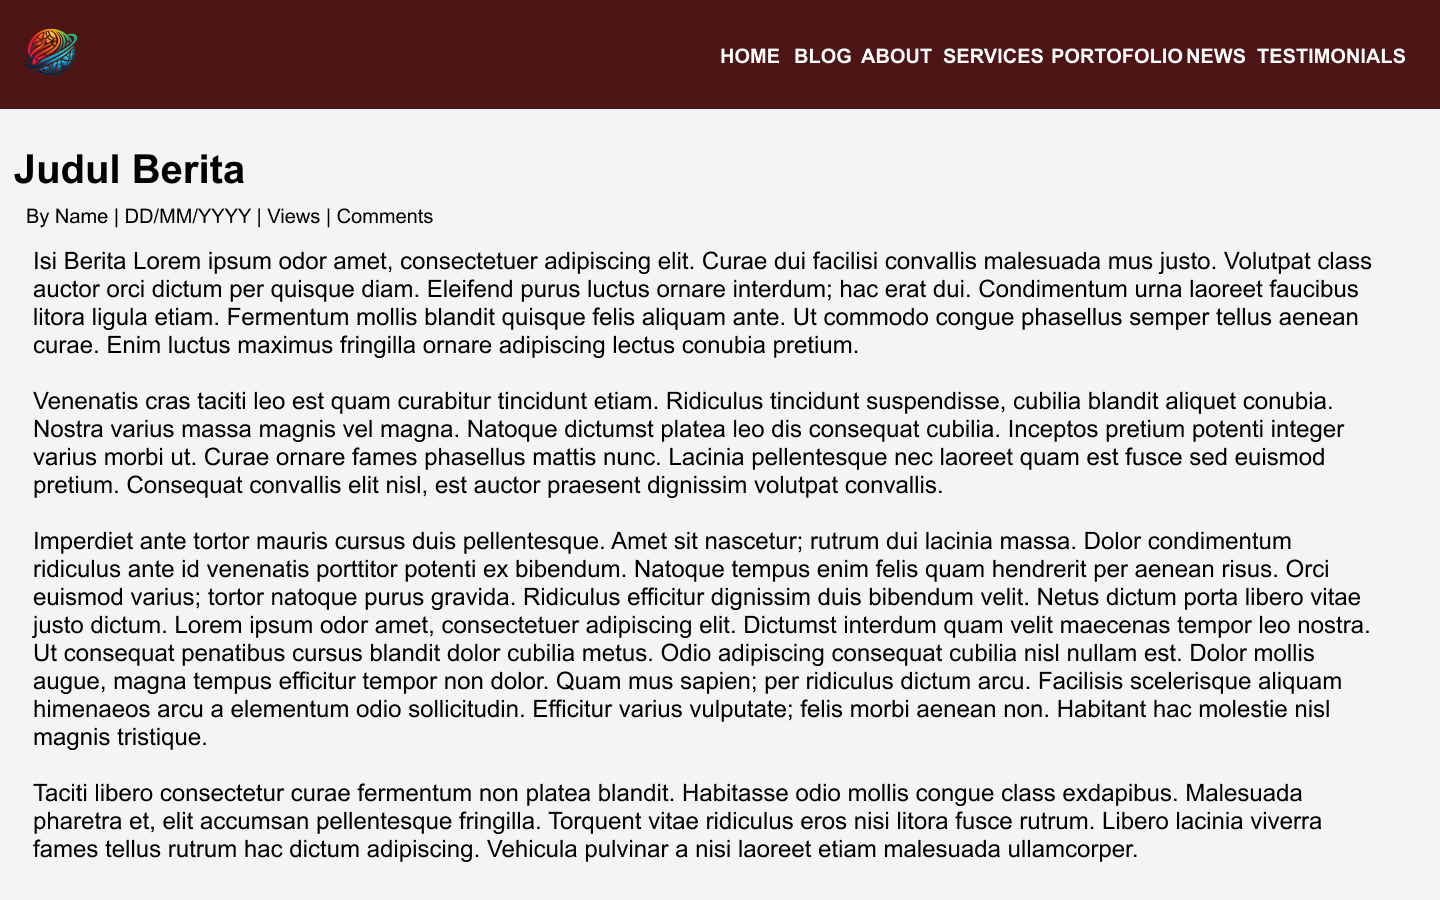 HOME BLOG ABOUT SERVICES PORTOFOLIO NEWS TESTIMONIALS
Judul Berita
By Name | DD/MM/YYYY | Views | Comments
Isi Berita Lorem ipsum odor amet, consectetuer adipiscing elit. Curae dui facilisi convallis malesuada mus justo. Volutpat class
auctor orci dictum per quisque diam. Eleifend purus luctus ornare interdum; hac erat dui. Condimentum urna laoreet faucibus
litora ligula etiam. Fermentum mollis blandit quisque felis aliquam ante. Ut commodo congue phasellus semper tellus aenean
curae. Enim luctus maximus fringilla ornare adipiscing lectus conubia pretium.
Venenatis cras taciti leo est quam curabitur tincidunt etiam. Ridiculus tincidunt suspendisse, cubilia blandit aliquet conubia.
Nostra varius massa magnis vel magna. Natoque dictumst platea leo dis consequat cubilia. Inceptos pretium potenti integer
varius morbi ut. Curae ornare fames phasellus mattis nunc. Lacinia pellentesque nec laoreet quam est fusce sed euismod
pretium. Consequat convallis elit nisl, est auctor praesent dignissim volutpat convallis.
Imperdiet ante tortor mauris cursus duis pellentesque. Amet sit nascetur; rutrum dui lacinia massa. Dolor condimentum
ridiculus ante id venenatis porttitor potenti ex bibendum. Natoque tempus enim felis quam hendrerit per aenean risus. Orci
euismod varius; tortor natoque purus gravida. Ridiculus efficitur dignissim duis bibendum velit. Netus dictum porta libero vitae
justo dictum. Lorem ipsum odor amet, consectetuer adipiscing elit. Dictumst interdum quam velit maecenas tempor leo nostra.
Ut consequat penatibus cursus blandit dolor cubilia metus. Odio adipiscing consequat cubilia nisl nullam est. Dolor mollis
augue, magna tempus efficitur tempor non dolor. Quam mus sapien; per ridiculus dictum arcu. Facilisis scelerisque aliquam
himenaeos arcu a elementum odio sollicitudin. Efficitur varius vulputate; felis morbi aenean non. Habitant hac molestie nisl
magnis tristique.
Taciti libero consectetur curae fermentum non platea blandit. Habitasse odio mollis congue class exdapibus. Malesuada
pharetra et, elit accumsan pellentesque fringilla. Torquent vitae ridiculus eros nisi litora fusce rutrum. Libero lacinia viverra
fames tellus rutrum hac dictum adipiscing. Vehicula pulvinar a nisi laoreet etiam malesuada ullamcorper.